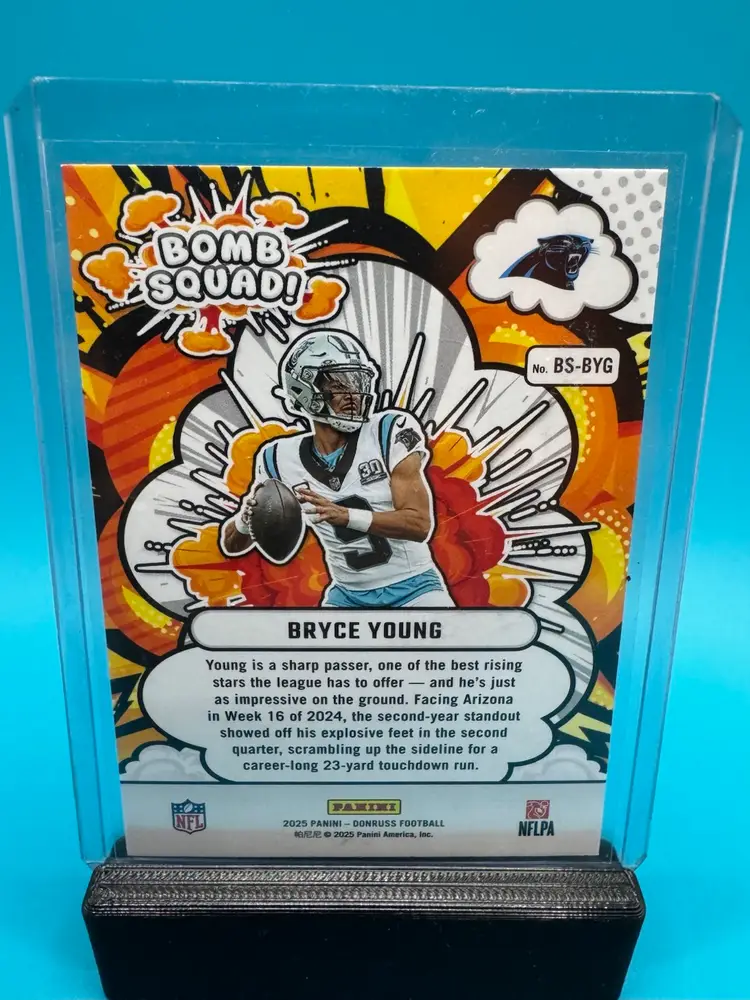 BOMB
SQUAD!
No. BS-BYG
30
9
BRYCE YOUNG
Young is a sharp passer, one of the best rising
stars the league has to offer — and he's just
as impressive on the ground. Facing Arizona
in Week 16 of 2024, the second-year standout
showed off his explosive feet in the second
quarter, scrambling up the sideline for a
career-long 23-yard touchdown run.
NFL
PANINI
2025 PANINI – DONRUSS FOOTBALL
帕尼尼 © 2025 Panini America, Inc.
NFLPA